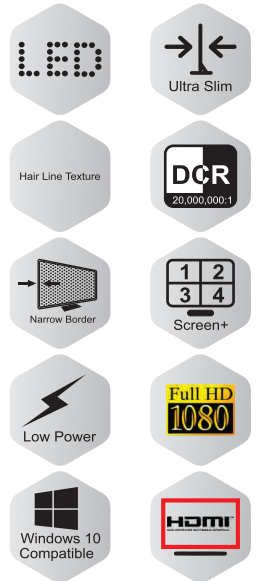 LED
Ultra Slim
Hair Line Texture
DCR
20,000,000:1
Narrow Border
1 2
3 4
Screen+
Low Power
Full HD
1080
Windows 10
Compatible
HDMI